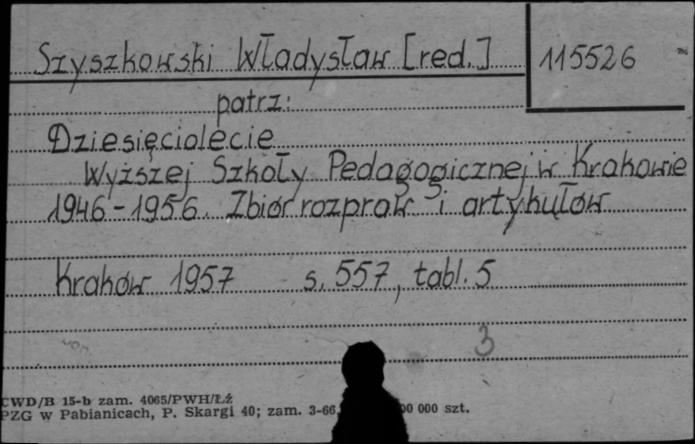 Szyszkowski Władysław [red.] 115526
patrz:
Dziesięciolecie
Wyższej Szkoły Pedagogicznej w Krakowie
1946-1956. Zbiór rozpraw i artykułów
Kraków 1957 s. 557, tabl. 5
3
CWD/B 15-b zam. 4065/PWH/Łź
PZG w Pabianicach, P. Skargi 40; zam. 3-66 00 000 szt.